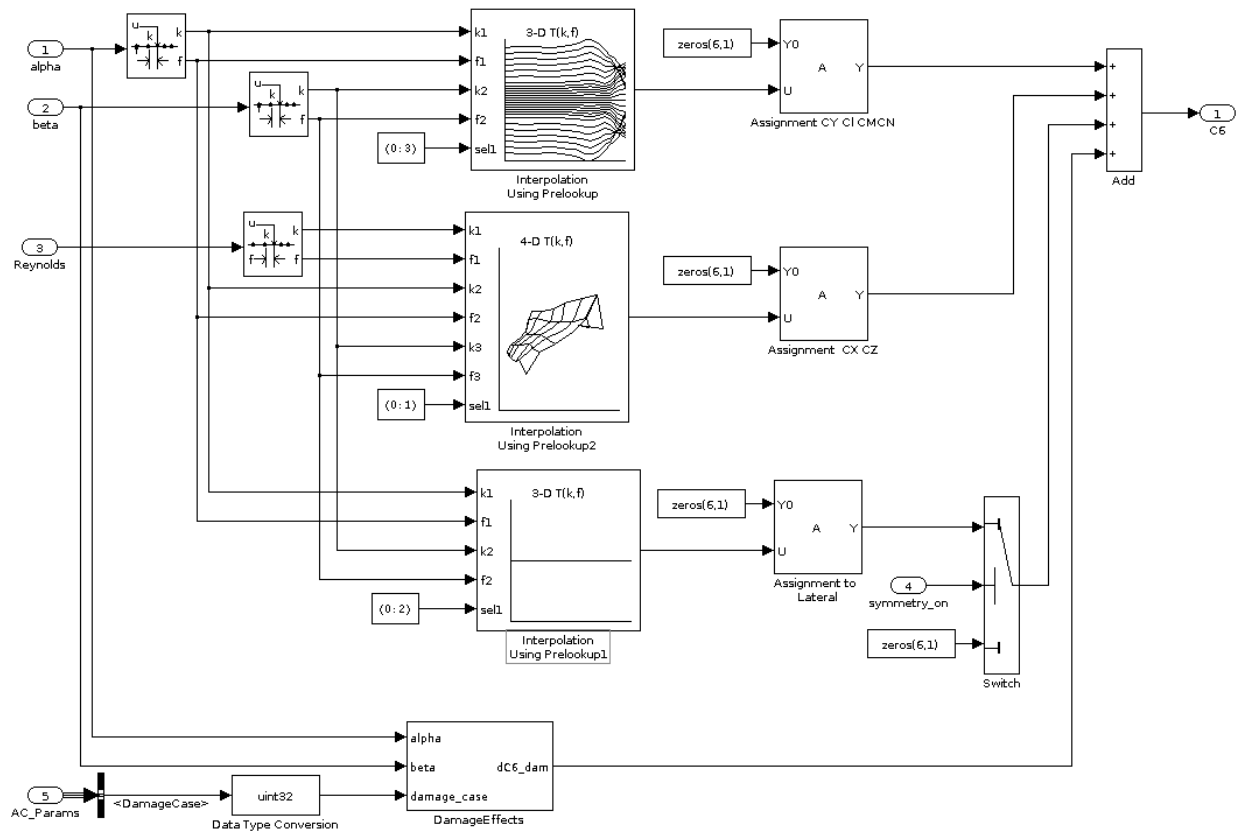 1
alpha
u
k
k
f
f
2
beta
u
k
k
f
f
(0:3)
k1
f1
k2
f2
sel1
3-D T(k,f)
Interpolation
Using Prelookup
zeros(6,1)
Y0
A
Y
U
Assignment CY Cl CMCN
+
+
+
+
Add
1
C6
3
Reynolds
u
k
k
f
f
(0:1)
k1
f1
k2
f2
k3
f3
sel1
4-D T(k,f)
Interpolation
Using Prelookup2
zeros(6,1)
Y0
A
Y
U
Assignment CX CZ
(0:2)
k1
f1
k2
f2
sel1
3-D T(k,f)
Interpolation
Using Prelookup1
zeros(6,1)
Y0
A
Y
U
Assignment to
Lateral
4
symmetry_on
zeros(6,1)
Switch
5
AC_Params
<DamageCase>
uint32
Data Type Conversion
alpha
beta
damage_case
dC6_dam
DamageEffects